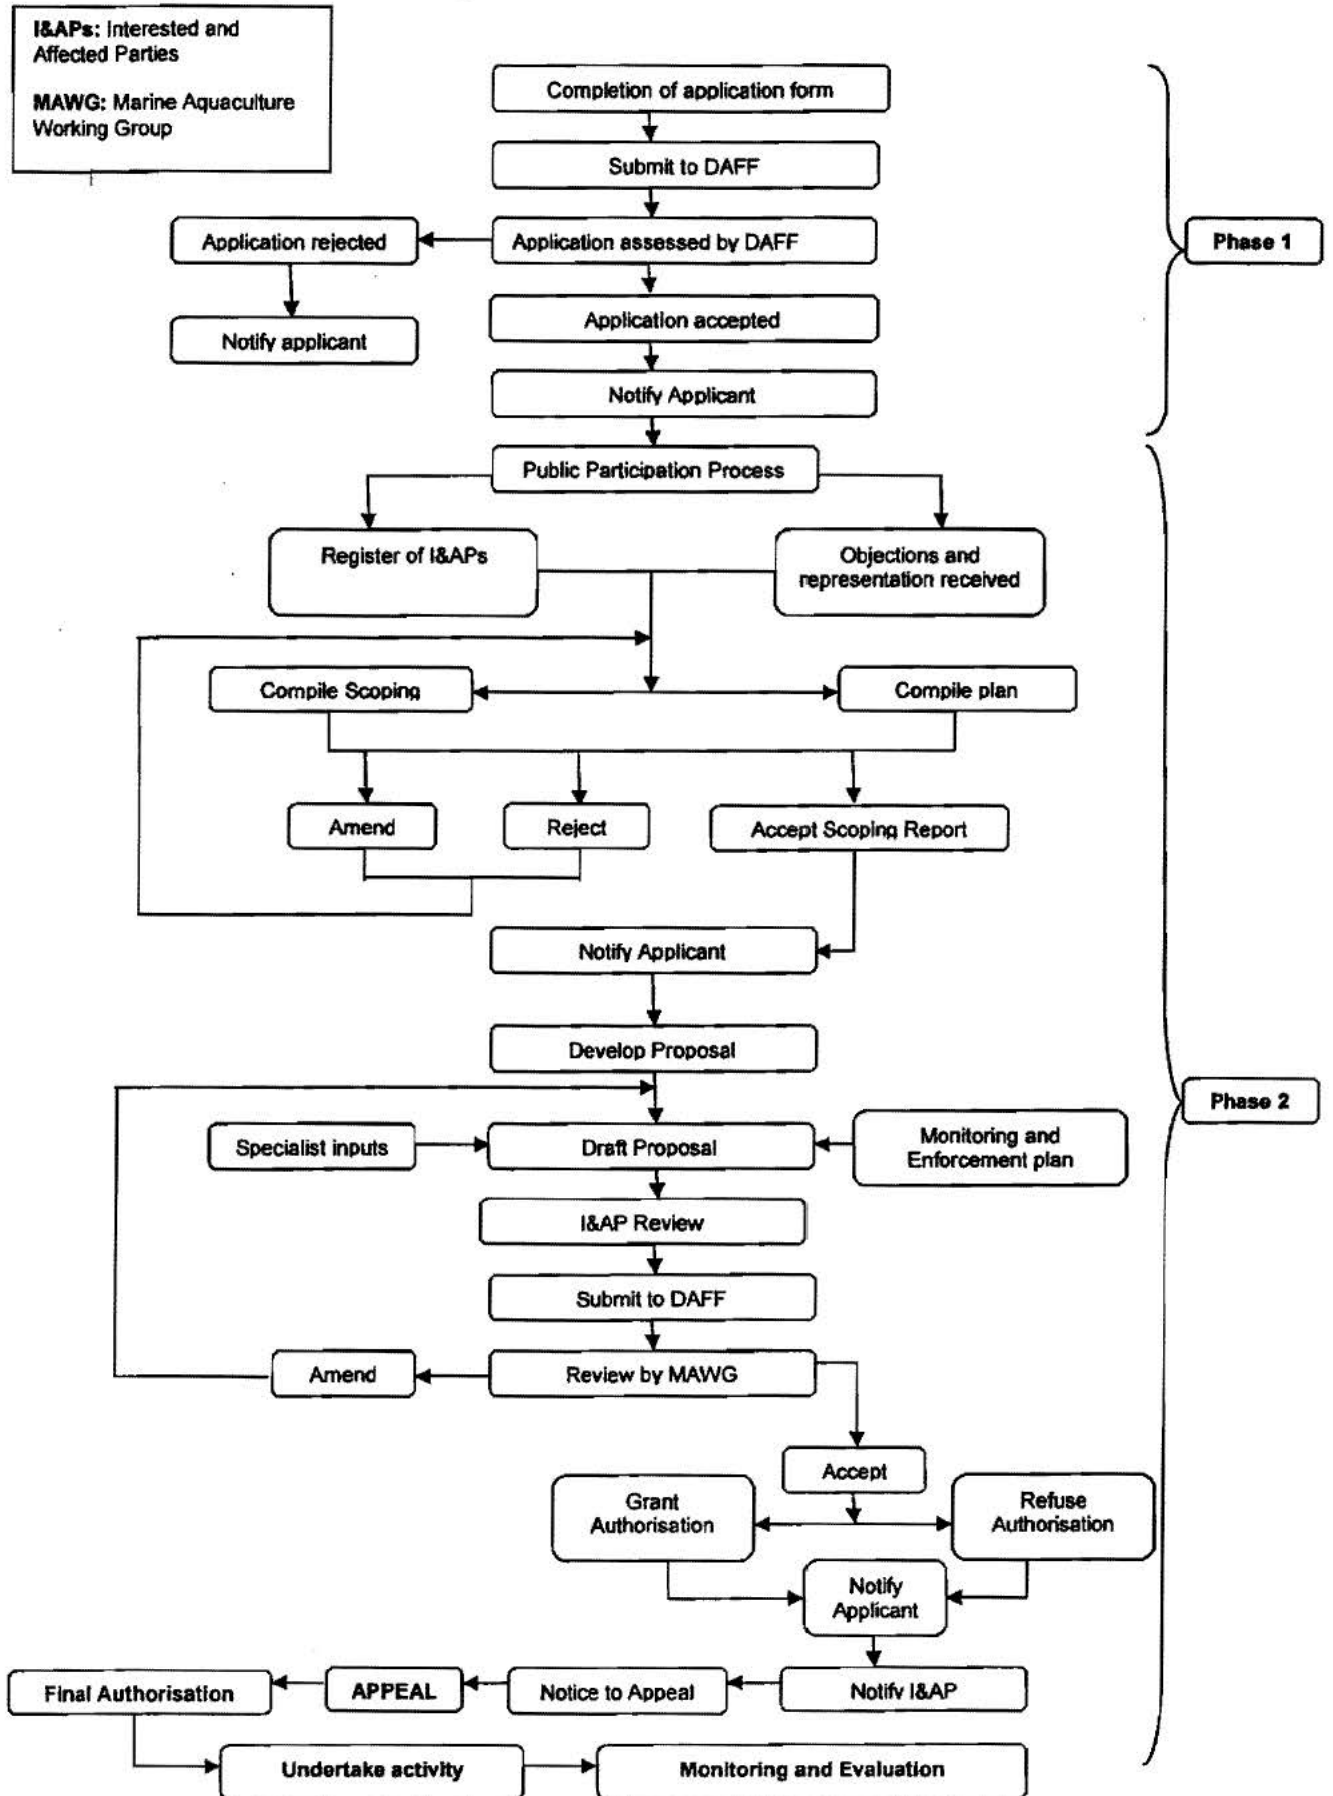 I&APs: Interested and
Affected Parties
MAWG: Marine Aquaculture
Working Group
Completion of application form
Submit to DAFF
Application rejected
Application assessed by DAFF
Phase 1
Application accepted
Notify applicant
Notify Applicant
Public Participation Process
Register of I&APs
Objections and
representation received
Compile Scoping
Compile plan
Amend
Reject
Accept Scoping Report
Notify Applicant
Develop Proposal
Phase 2
Specialist inputs
Draft Proposal
Monitoring and
Enforcement plan
I&AP Review
Submit to DAFF
Amend
Review by MAWG
Accept
Grant
Authorisation
Refuse
Authorisation
Notify
Applicant
Final Authorisation
APPEAL
Notice to Appeal
Notify I&AP
Undertake activity
Monitoring and Evaluation